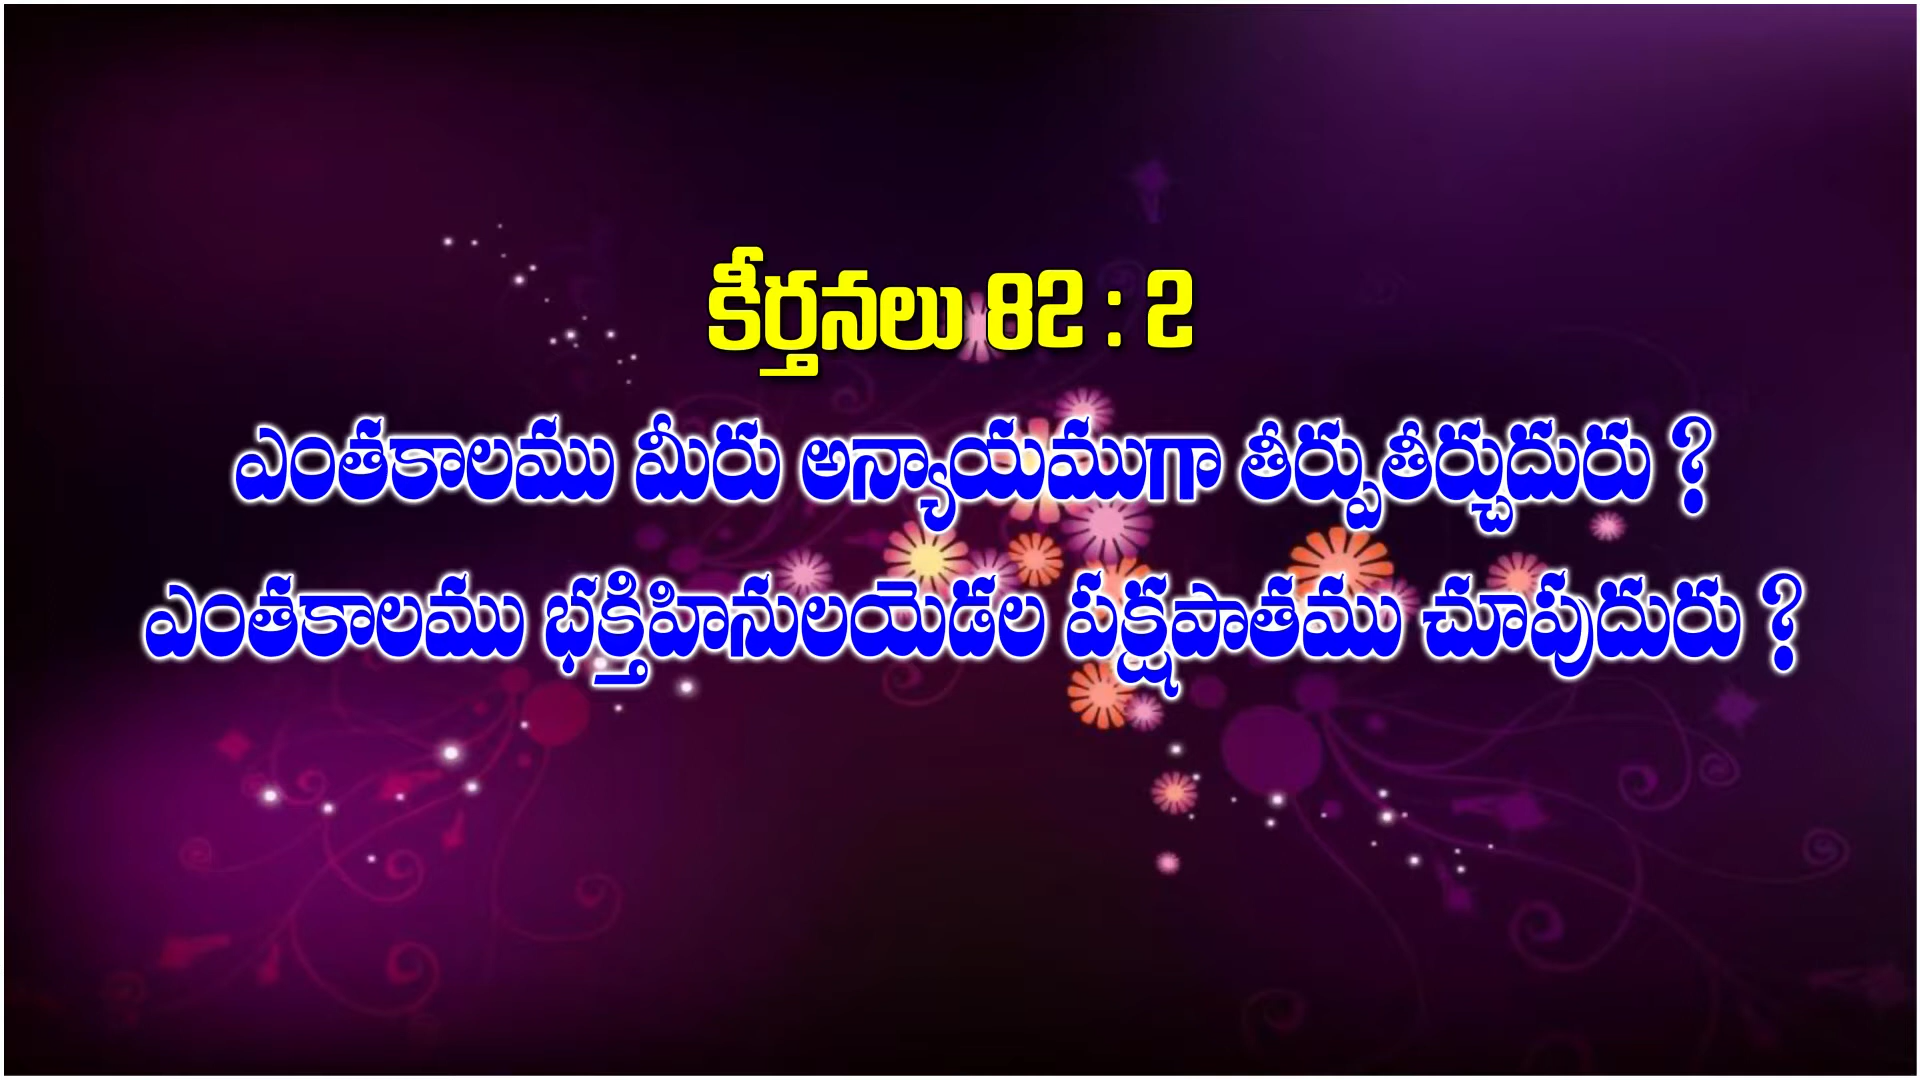 కీర్తనలు 82 : 2
ఎంతకాలము మీరు అన్యాయముగా తీర్పుతీర్చుదురు ?
ఎంతకాలము భక్తిహినులయెడల పక్షపాతము చూపుదురు ?